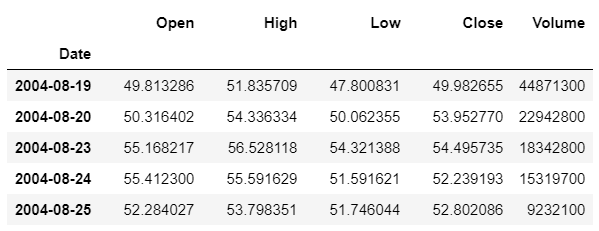 Open High Low Close Volume
Date
2004-08-19 49.813286 51.835709 47.800831 49.982655 44871300
2004-08-20 50.316402 54.336334 50.062355 53.952770 22942800
2004-08-23 55.168217 56.528118 54.321388 54.495735 18342800
2004-08-24 55.412300 55.591629 51.591621 52.239193 15319700
2004-08-25 52.284027 53.798351 51.746044 52.802086 9232100